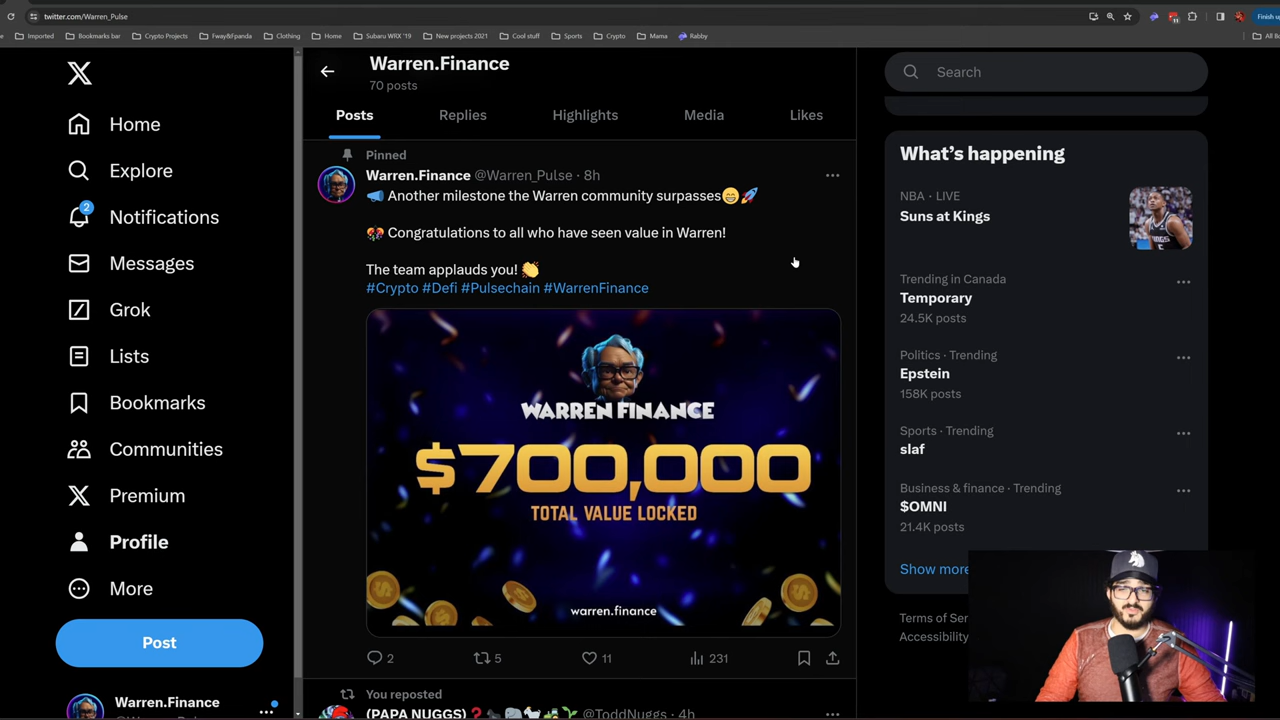 twitter.com/Warren_Pulse
Finish u
Imported
Bookmarks bar
Crypto Projects
Fway&Fpanda
Clothing
Home
Subaru WRX '19
New projects 2021
Cool stuff
Sports
Crypto
Mama
Rabby
All Bo
Home
Explore
2
Notifications
Messages
Grok
Lists
Bookmarks
Communities
Premium
Profile
More
Post
Warren.Finance
Warren.Finance
70 posts
Posts
Replies
Highlights
Media
Likes
Pinned
Warren.Finance @Warren_Pulse · 8h
📣 Another milestone the Warren community surpasses😁🚀
Congratulations to all who have seen value in Warren!
The team applauds you! 👏
#Crypto #Defi #Pulsechain #WarrenFinance
WARREN FINANCE
$700,000
TOTAL VALUE LOCKED
warren.finance
2
5
11
231
You reposted
(PAPA NUGGS) @ToddNuggs · 4h
Search
What's happening
NBA · LIVE
Suns at Kings
Trending in Canada
Temporary
24.5K posts
Politics · Trending
Epstein
158K posts
Sports · Trending
slaf
Business & finance · Trending
$OMNI
21.4K posts
Show more
Terms of Ser
Accessibility